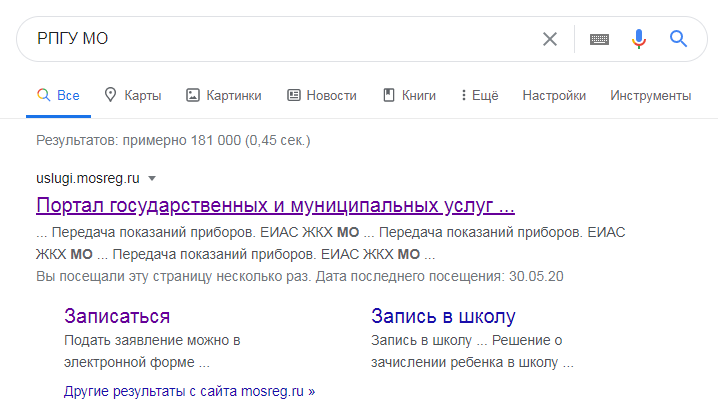 РПГУ МО
Все Карты Картинки Новости Книги Ещё Настройки Инструменты
Результатов: примерно 181 000 (0,45 сек.)
uslugi.mosreg.ru
Портал государственных и муниципальных услуг ...
... Передача показаний приборов. ЕИАС ЖКХ МО ... Передача показаний приборов. ЕИАС
ЖКХ МО ... Передача показаний приборов. ЕИАС ЖКХ МО ...
Вы посещали эту страницу несколько раз. Дата последнего посещения: 30.05.20
Записаться
Подать заявление можно в
электронной форме ...
Запись в школу
Запись в школу ... Решение о
зачислении ребенка в школу ...
Другие результаты с сайта mosreg.ru »